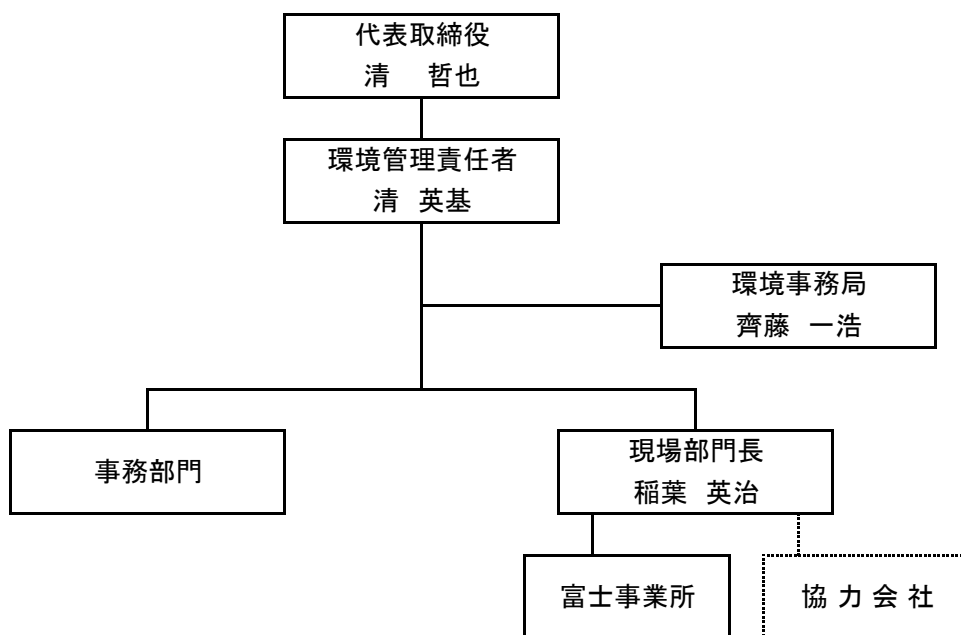 代表取締役
清　哲也
環境管理責任者
清　英基
環境事務局
齊藤　一浩
事務部門
現場部門長
稲葉　英治
富士事業所
協 力 会 社